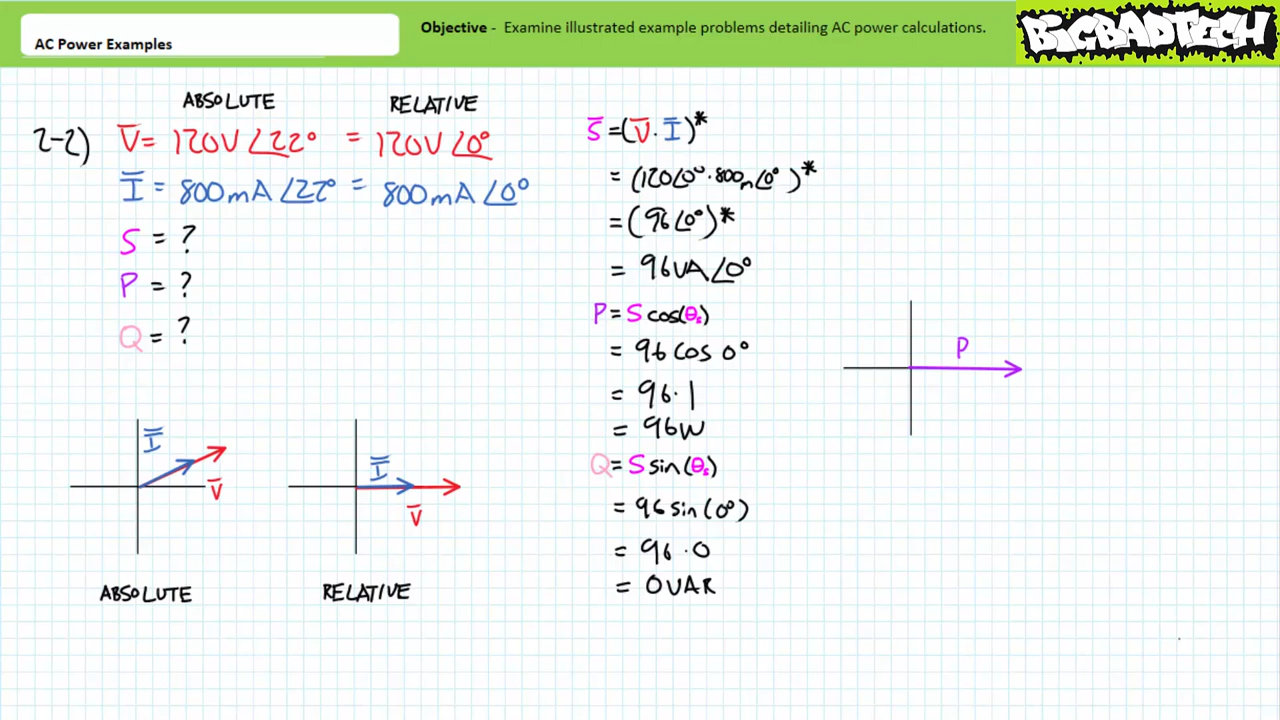 AC Power Examples
Objective - Examine illustrated example problems detailing AC power calculations.
BIGBADTECH
ABSOLUTE RELATIVE
2-2) V̅ = 120V∠22° = 120V∠0°
I̅ = 800mA∠22° = 800mA∠0°
S = ?
P = ?
Q = ?
I̅
V̅
ABSOLUTE
I̅
V̅
RELATIVE
S̅ = (V̅·I̅)*
= (120∠0°·800m∠0°)*
= (96∠0°)*
= 96VA∠0°
P = S cos(θₛ)
= 96 cos 0°
= 96·1
= 96W
Q = S sin(θₛ)
= 96 sin(0°)
= 96·0
= 0VAR
P